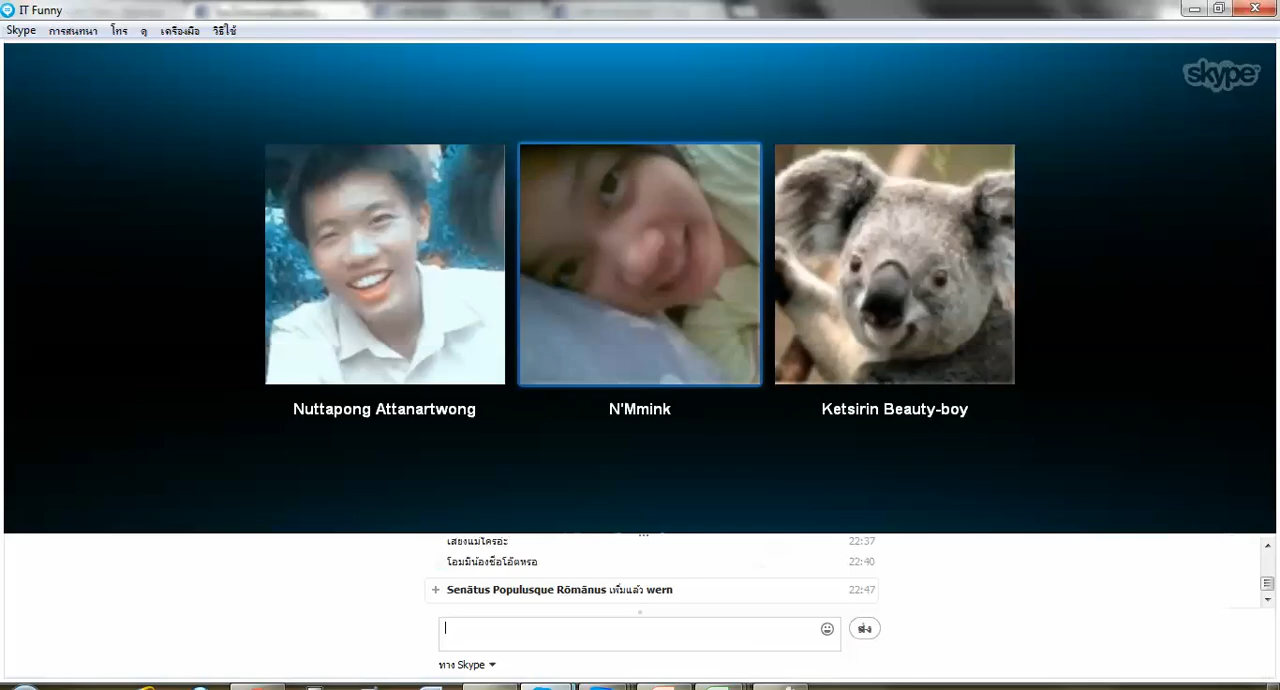 IT Funny
Skype การสนทนา โทร ดู เครื่องมือ วิธีใช้
skype
Nuttapong Attanartwong N'Mmink Ketsirin Beauty-boy
เสียงแม่ใครอ่ะ 22:37
โอมมีน้องชื่อโอ๊ตหรอ 22:40
Senātus Populusque Rōmānus เพิ่มแล้ว wern 22:47
ส่ง
ทาง Skype